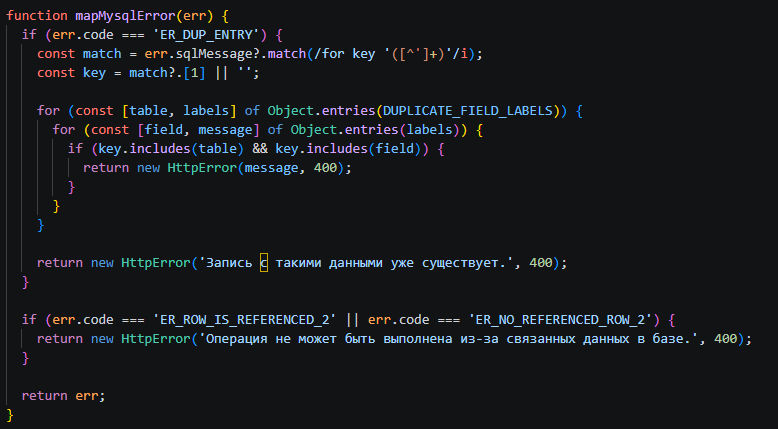 function mapMysqlError(err) {
  if (err.code === 'ER_DUP_ENTRY') {
    const match = err.sqlMessage?.match(/for key '([^']+)'/i);
    const key = match?.[1] || '';

    for (const [table, labels] of Object.entries(DUPLICATE_FIELD_LABELS)) {
      for (const [field, message] of Object.entries(labels)) {
        if (key.includes(table) && key.includes(field)) {
          return new HttpError(message, 400);
        }
      }
    }

    return new HttpError('Запись с такими данными уже существует.', 400);
  }

  if (err.code === 'ER_ROW_IS_REFERENCED_2' || err.code === 'ER_NO_REFERENCED_ROW_2') {
    return new HttpError('Операция не может быть выполнена из-за связанных данных в базе.', 400);
  }

  return err;
}